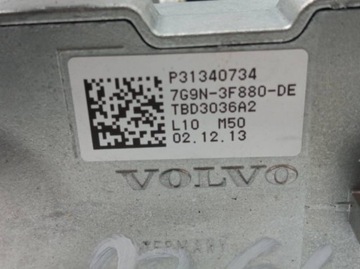 P31340734
7G9N-3F880-DE
TBD3036A2
L10 M50
02.12.13
VOLVO